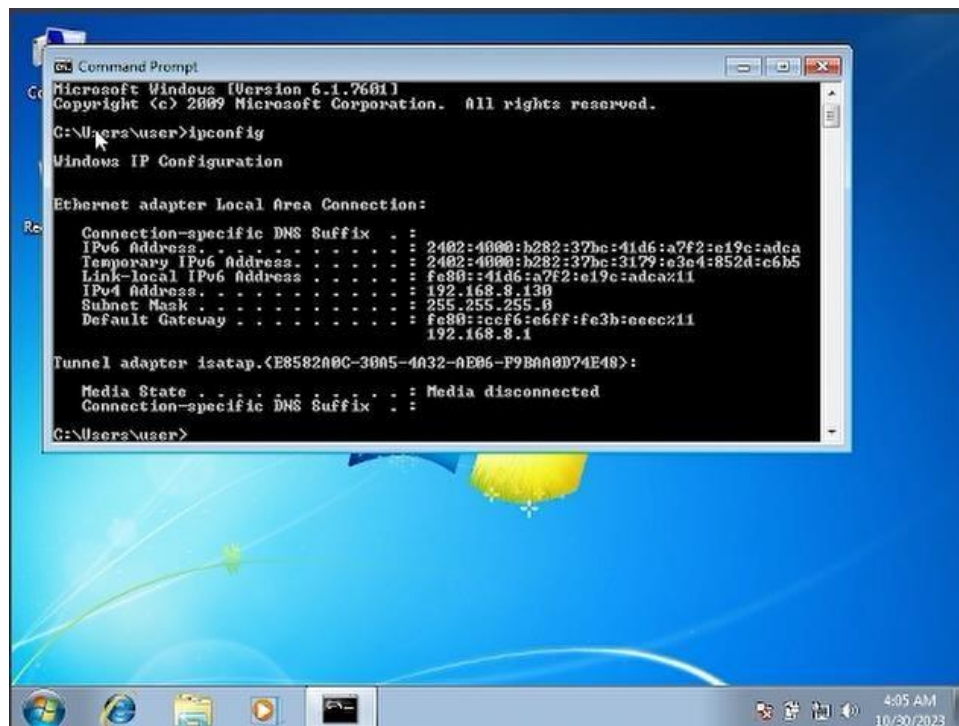 Command Prompt
Microsoft Windows [Version 6.1.7601]
Copyright (c) 2009 Microsoft Corporation.  All rights reserved.
C:\Users\user>ipconfig
Windows IP Configuration
Ethernet adapter Local Area Connection:
Connection-specific DNS Suffix  . :
IPv6 Address. . . . . . . . . . . : 2402:4000:b282:37bc:41d6:a7f2:e19c:adca
Temporary IPv6 Address. . . . . . : 2402:4000:b282:37bc:3179:e3e4:852d:c6b5
Link-local IPv6 Address . . . . . : fe80::41d6:a7f2:e19c:adca%11
IPv4 Address. . . . . . . . . . . : 192.168.8.130
Subnet Mask . . . . . . . . . . . : 255.255.255.0
Default Gateway . . . . . . . . . : fe80::ccf6:e6ff:fe3b:eeec%11
192.168.8.1
Tunnel adapter isatap.{E8582A0C-30A5-4A32-AE06-F9BAA0D74E48}:
Media State . . . . . . . . . . . : Media disconnected
Connection-specific DNS Suffix  . :
C:\Users\user>
4:05 AM
10/30/2023